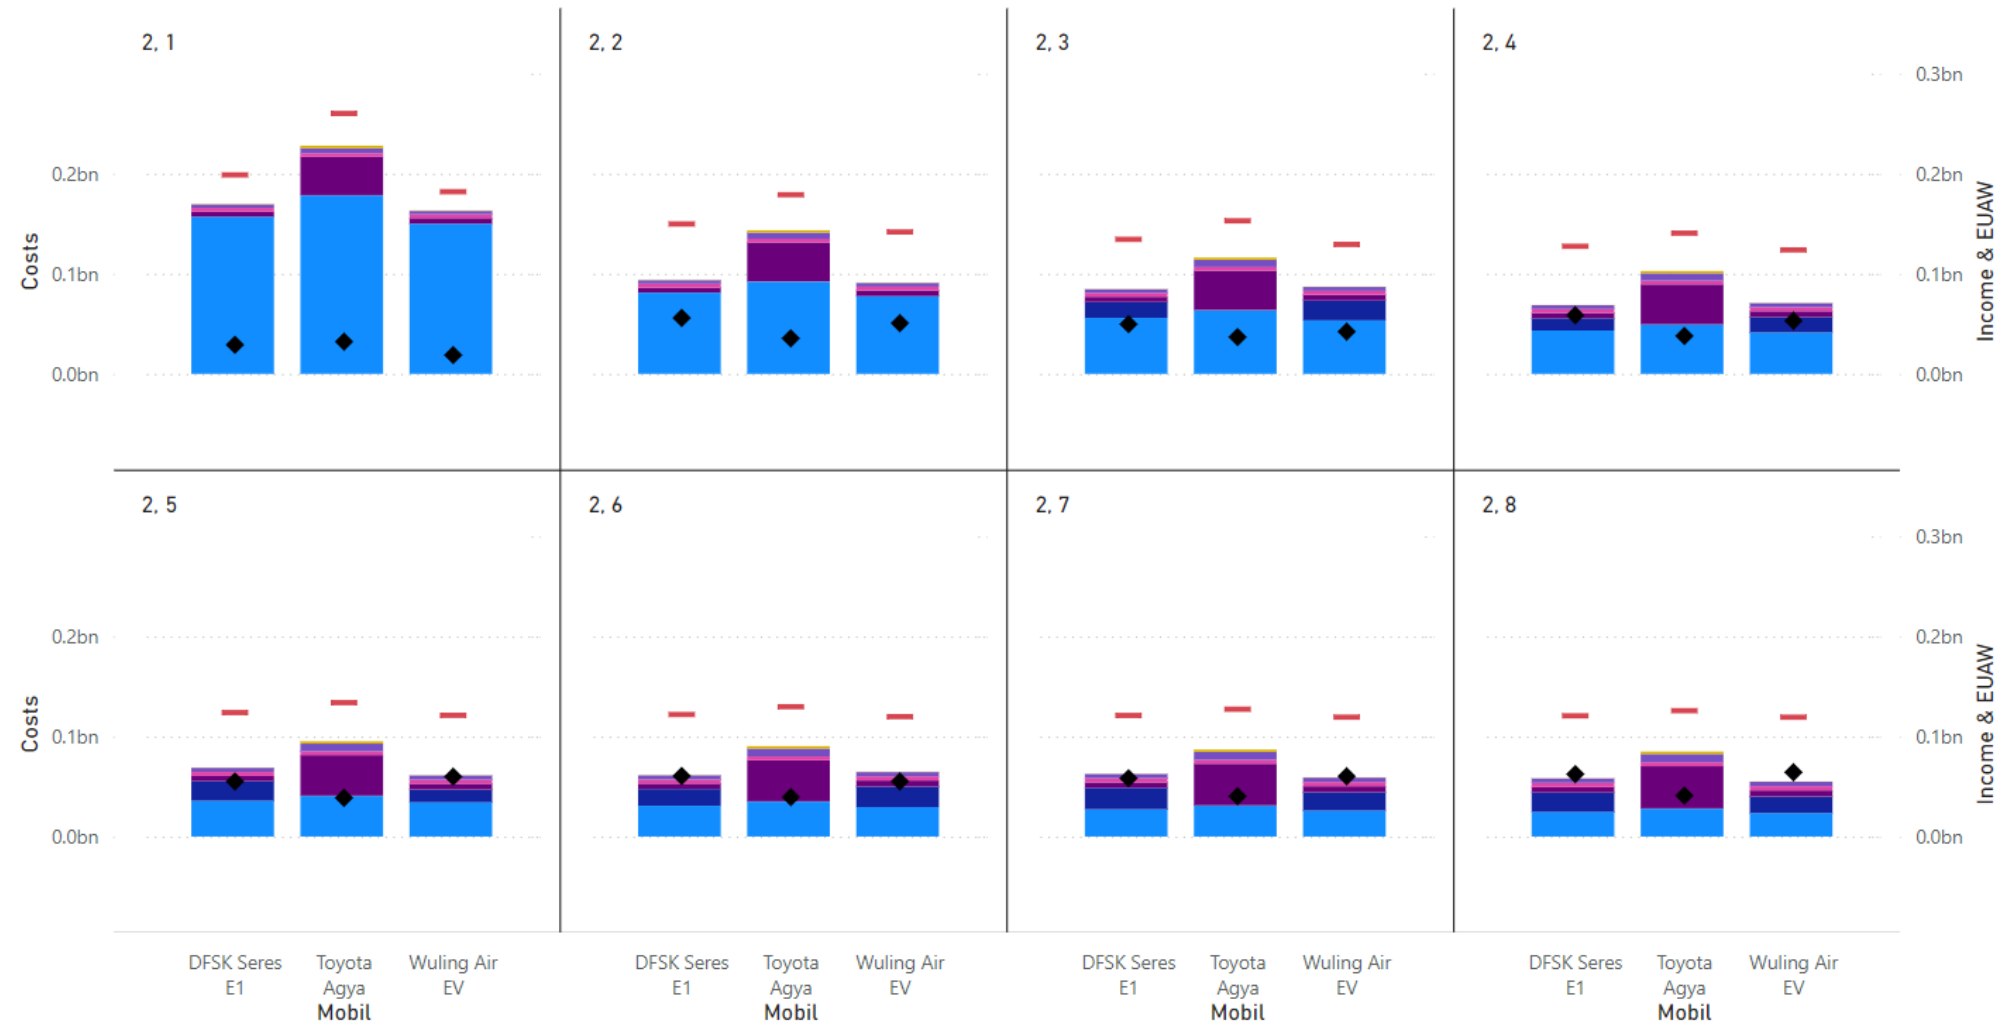 2, 1
2, 2
2, 3
2, 4
0.3bn
0.2bn
0.2bn
0.1bn
0.1bn
0.0bn
0.0bn
Costs
Income & EUAW
2, 5
2, 6
2, 7
2, 8
0.3bn
0.2bn
0.2bn
0.1bn
0.1bn
0.0bn
0.0bn
Costs
Income & EUAW
DFSK Seres
E1
Toyota
Agya
Wuling Air
EV
Mobil
DFSK Seres
E1
Toyota
Agya
Wuling Air
EV
Mobil
DFSK Seres
E1
Toyota
Agya
Wuling Air
EV
Mobil
DFSK Seres
E1
Toyota
Agya
Wuling Air
EV
Mobil